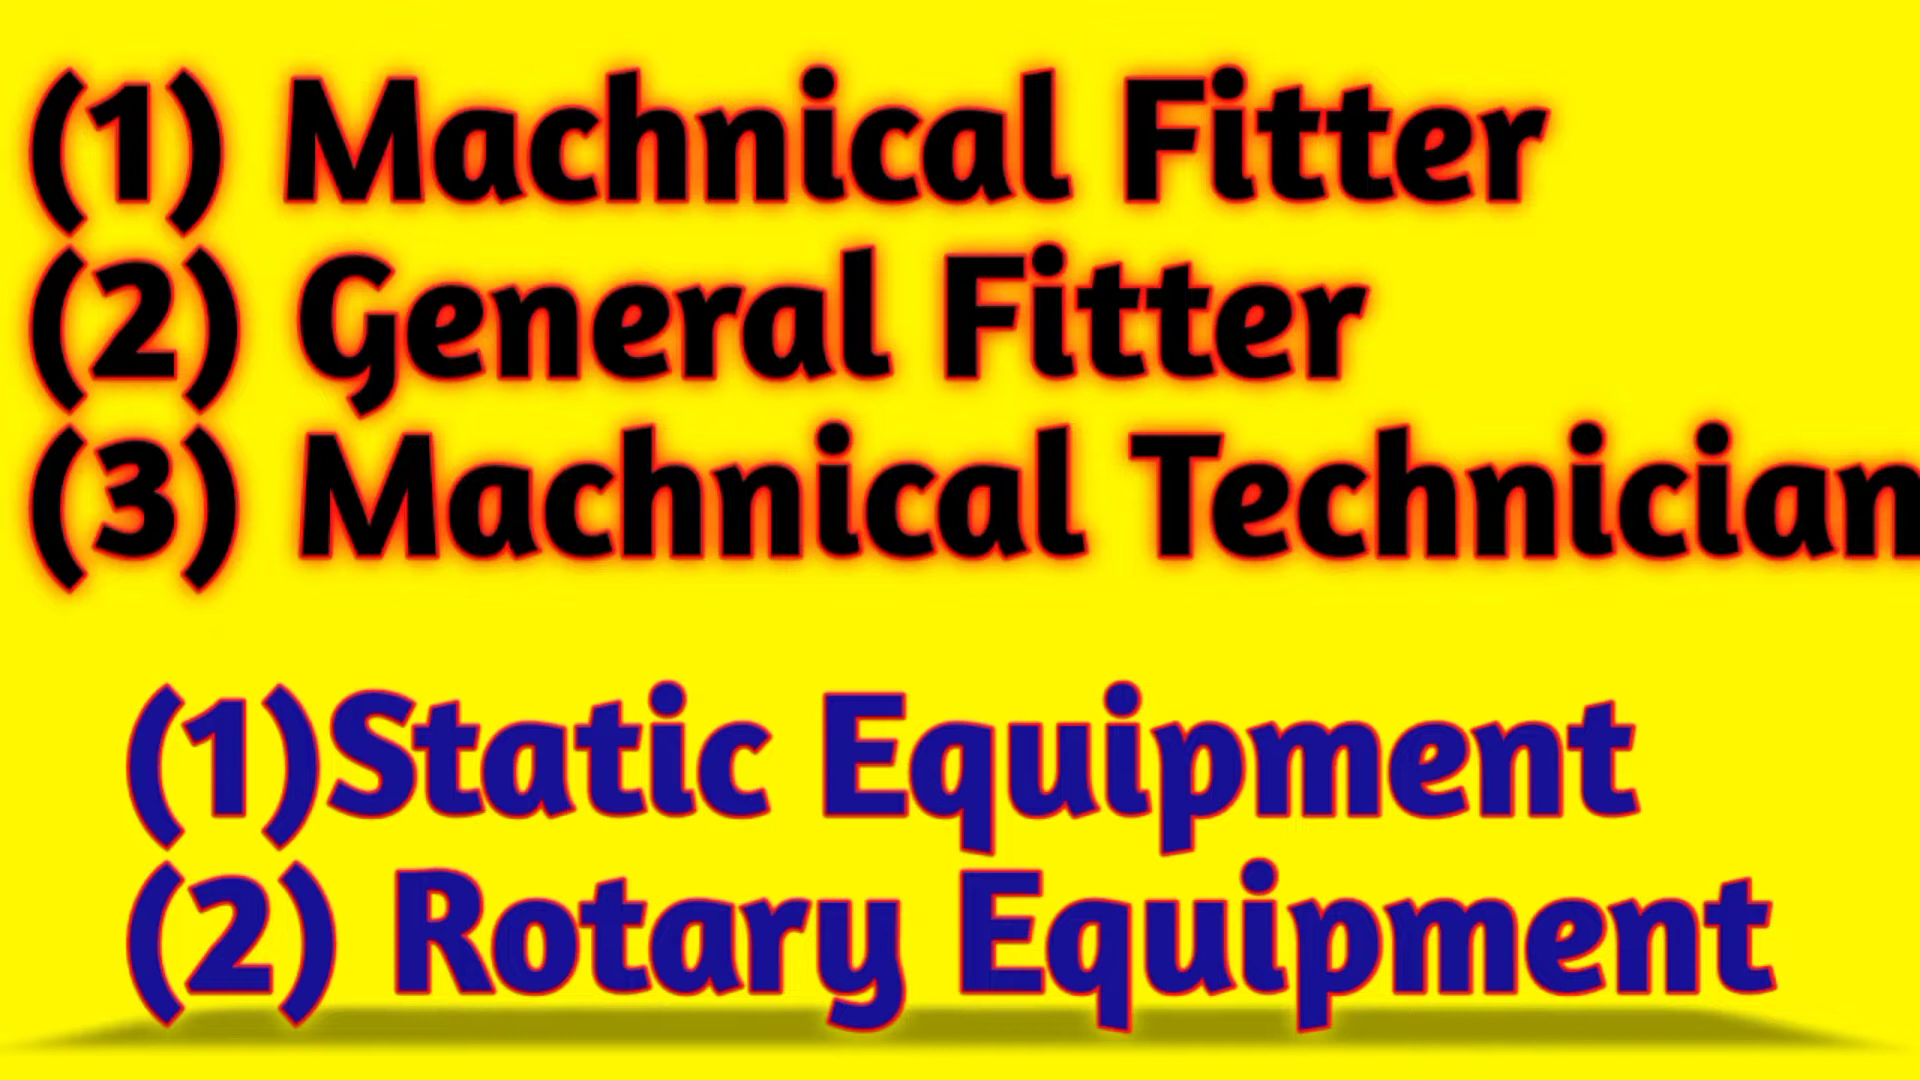 (1) Machnical Fitter
(2) General Fitter
(3) Machnical Technician
(1)Static Equipment
(2) Rotary Equipment